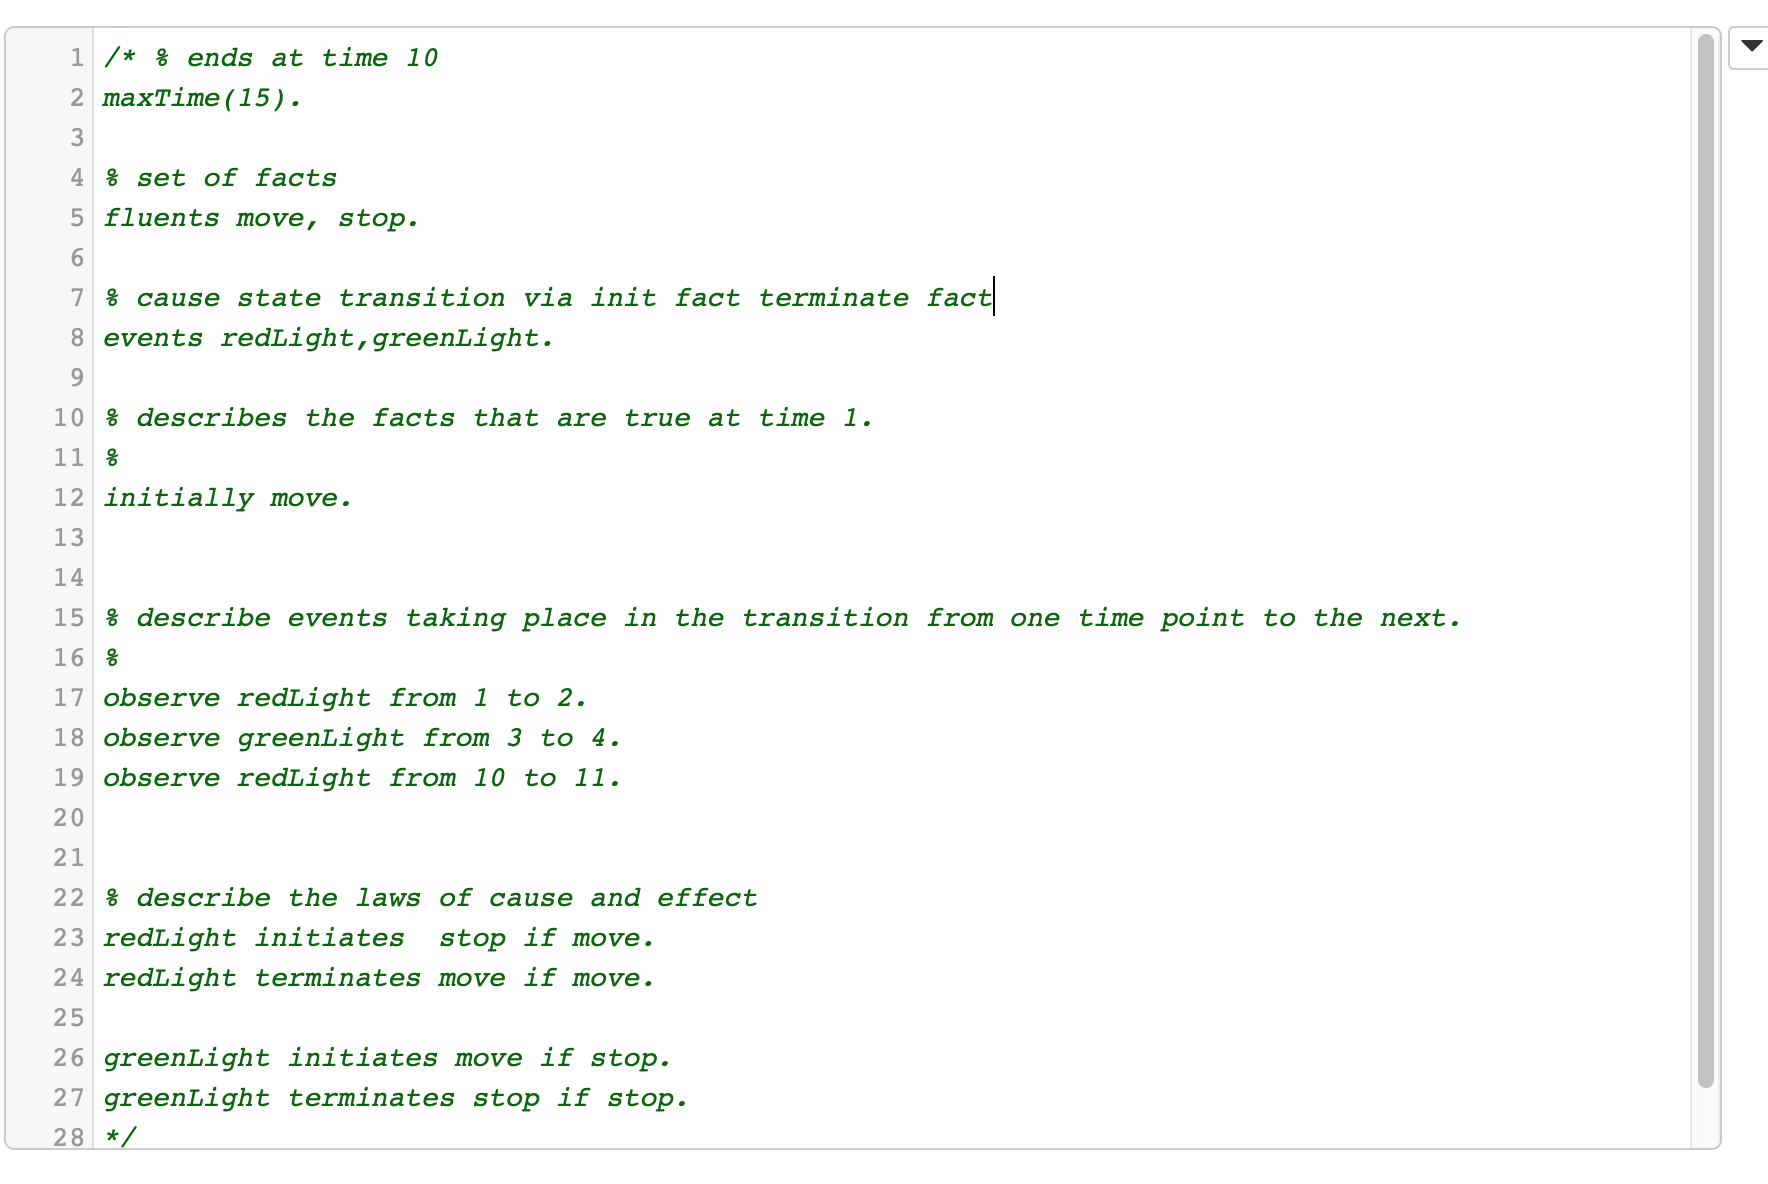 1 /* % ends at time 10
2 maxTime(15).
3
4 % set of facts
5 fluents move, stop.
6
7 % cause state transition via init fact terminate fact
8 events redLight,greenLight.
9
10 % describes the facts that are true at time 1.
11 %
12 initially move.
13
14
15 % describe events taking place in the transition from one time point to the next.
16 %
17 observe redLight from 1 to 2.
18 observe greenLight from 3 to 4.
19 observe redLight from 10 to 11.
20
21
22 % describe the laws of cause and effect
23 redLight initiates  stop if move.
24 redLight terminates move if move.
25
26 greenLight initiates move if stop.
27 greenLight terminates stop if stop.
28 */